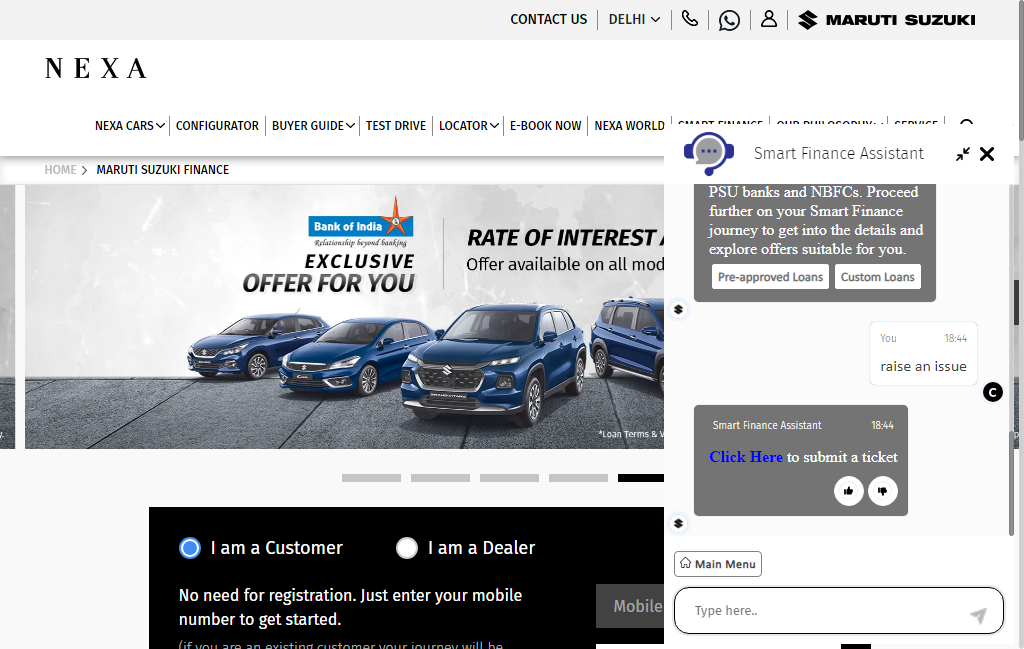 CONTACT US
DELHI
MARUTI SUZUKI
NEXA
NEXA CARS
CONFIGURATOR
BUYER GUIDE
TEST DRIVE
LOCATOR
E-BOOK NOW
NEXA WORLD
SMART FINANCE
OUR PHILOSOPHY
SERVICE
HOME
MARUTI SUZUKI FINANCE
Bank of India
Relationship beyond banking
EXCLUSIVE
OFFER FOR YOU
RATE OF INTEREST
Offer available on all mod
*Loan Terms &
I am a Customer
I am a Dealer
No need for registration. Just enter your mobile
number to get started.
(if you are an existing customer your journey will be
Mobile
Smart Finance Assistant
PSU banks and NBFCs. Proceed
further on your Smart Finance
journey to get into the details and
explore offers suitable for you.
Pre-approved Loans
Custom Loans
You
18:44
raise an issue
C
Smart Finance Assistant
18:44
Click Here to submit a ticket
Main Menu
Type here..